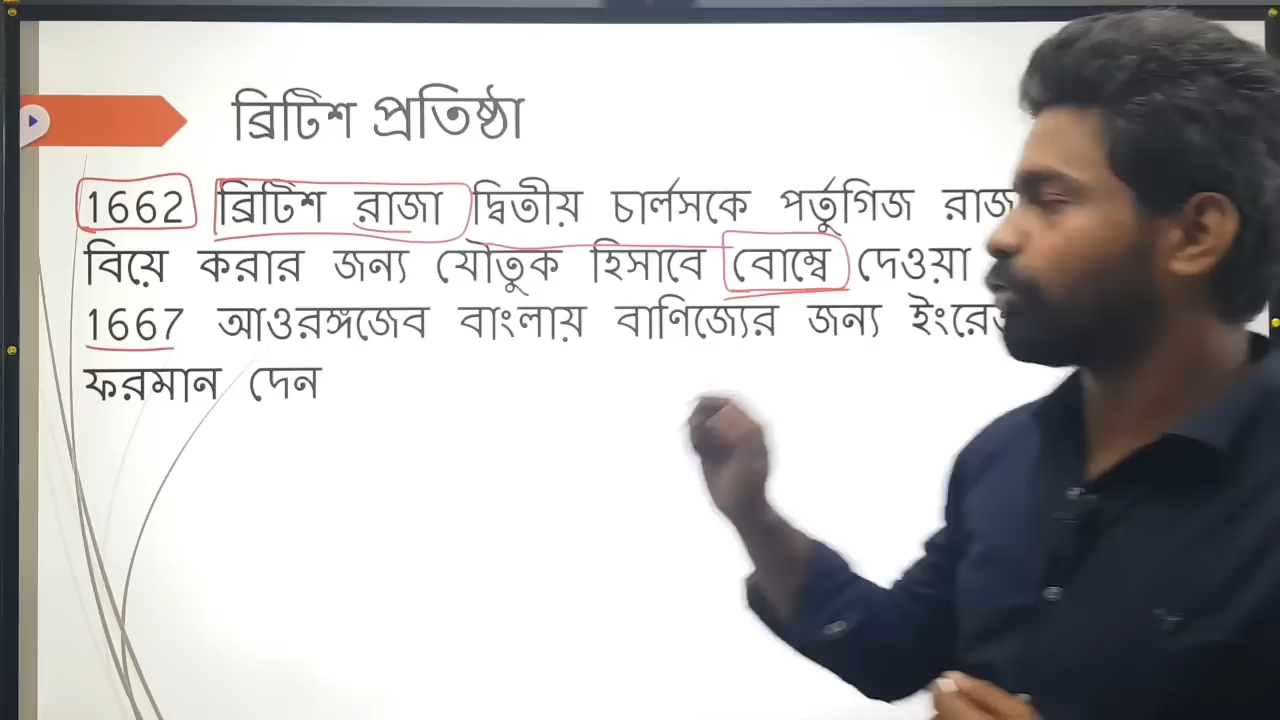 ব্রিটিশ প্রতিষ্ঠা
1662 ব্রিটিশ রাজা দ্বিতীয় চার্লসকে পর্তুগিজ
বিয়ে করার জন্য যৌতুক হিসাবে বোম্বে দেওয়া
1667 আওরঙ্গজেব বাংলায় বাণিজ্যের জন্য
ফরমান দেন